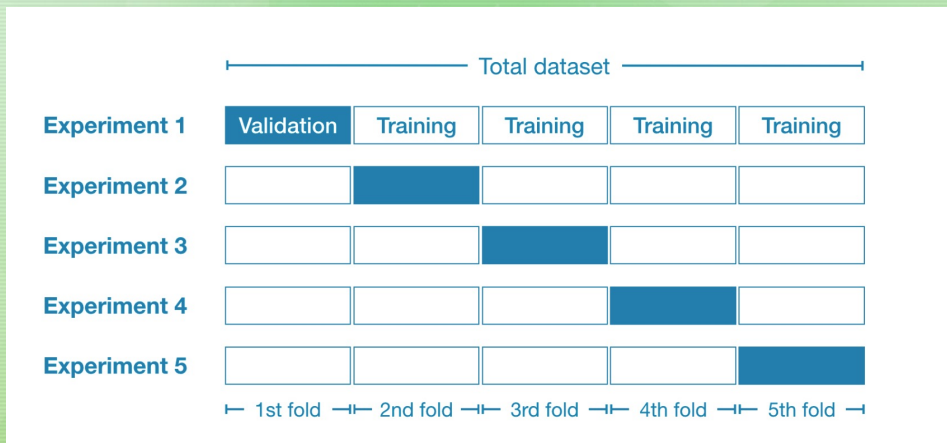 Total dataset
Experiment 1 Validation Training Training Training Training
Experiment 2
Experiment 3
Experiment 4
Experiment 5
1st fold 2nd fold 3rd fold 4th fold 5th fold